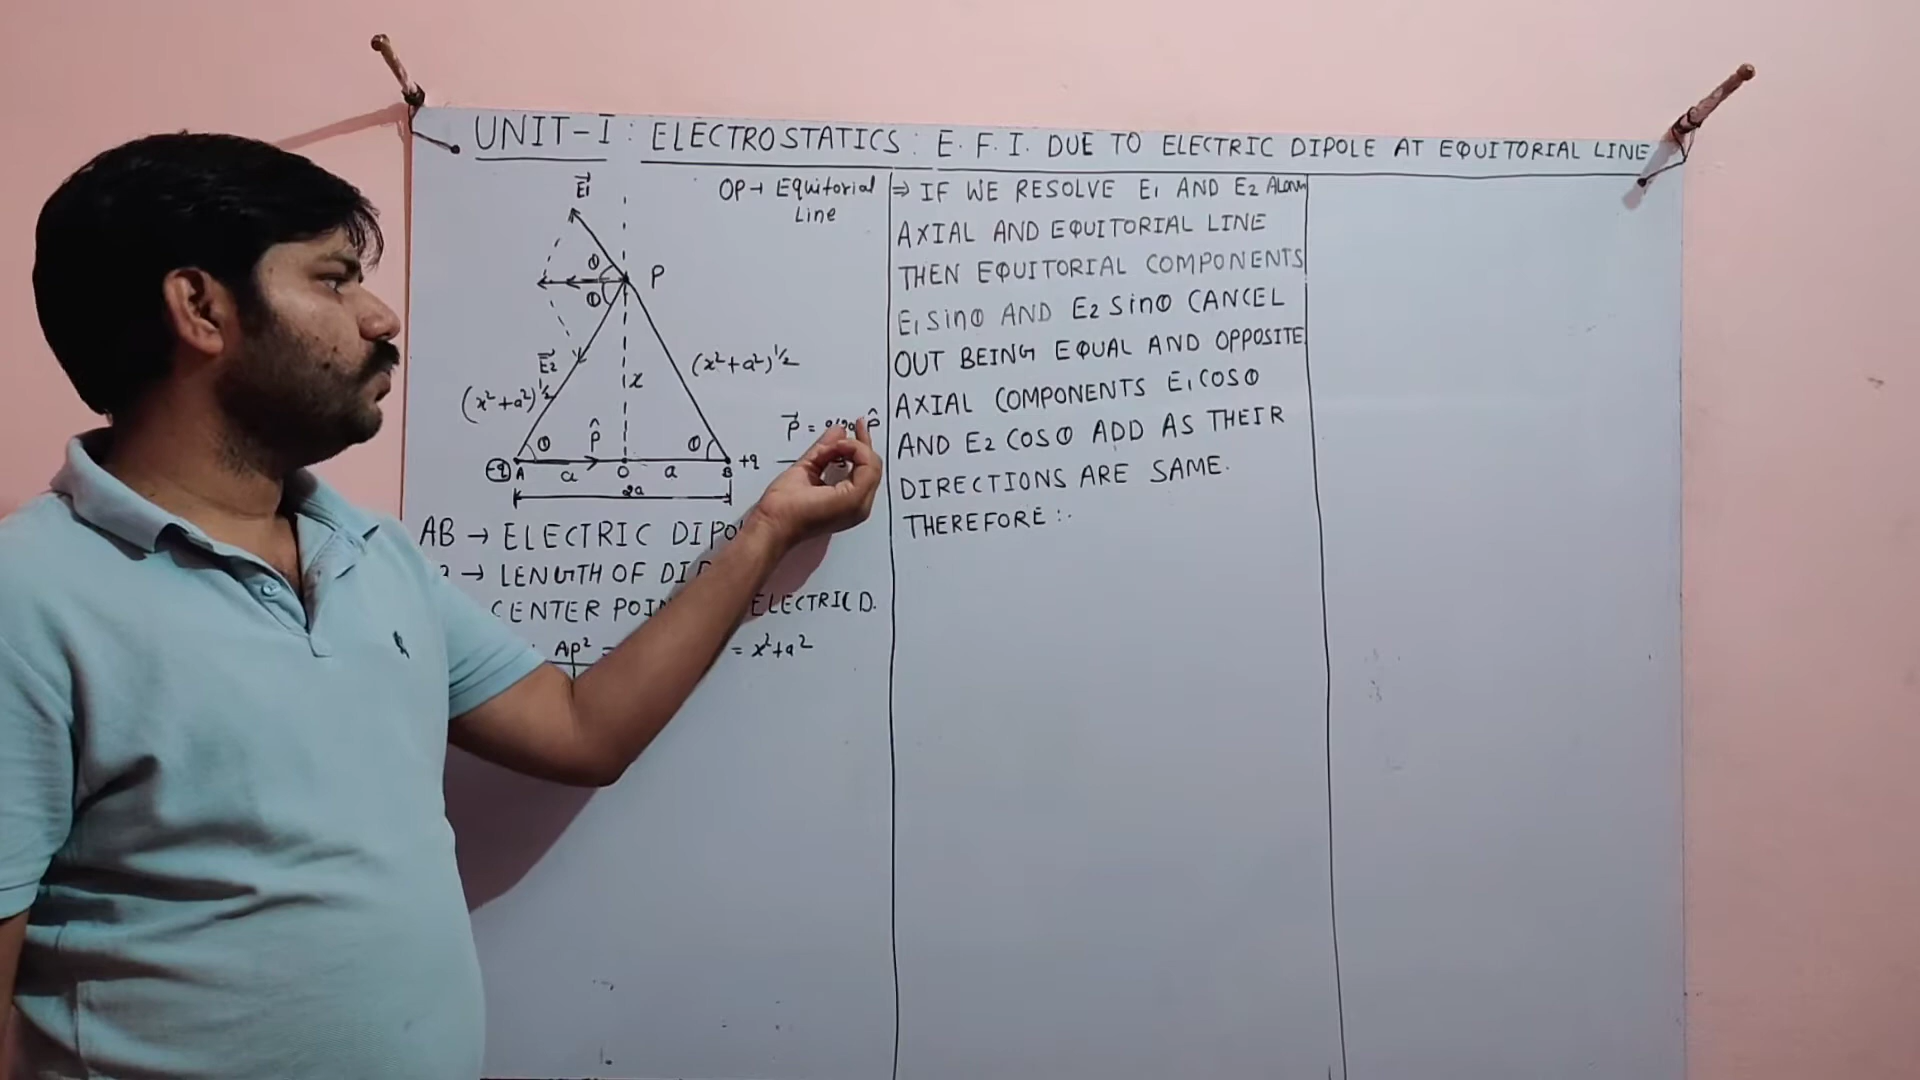 UNIT-I : ELECTROSTATICS : E.F.I. DUE TO ELECTRIC DIPOLE AT EQUITORIAL LINE
E1
OP → Equitorial
Line
θ
P
θ
E2
(x²+a²)^1/2
x
(x²+a²)^1/2
θ
p̂
θ
-q A a O a B +q
2a
P⃗ = p̂
AB → ELECTRIC
→ LENGTH OF
CENTER ELECTRIC D.
AP² = = x²+a²
⇒ IF WE RESOLVE E1 AND E2 ALONG
AXIAL AND EQUITORIAL LINE
THEN EQUITORIAL COMPONENTS
E1 sinθ AND E2 sinθ CANCEL
OUT BEING EQUAL AND OPPOSITE
AXIAL COMPONENTS E1 COSθ
AND E2 COSθ ADD AS THEIR
DIRECTIONS ARE SAME.
THEREFORE :.